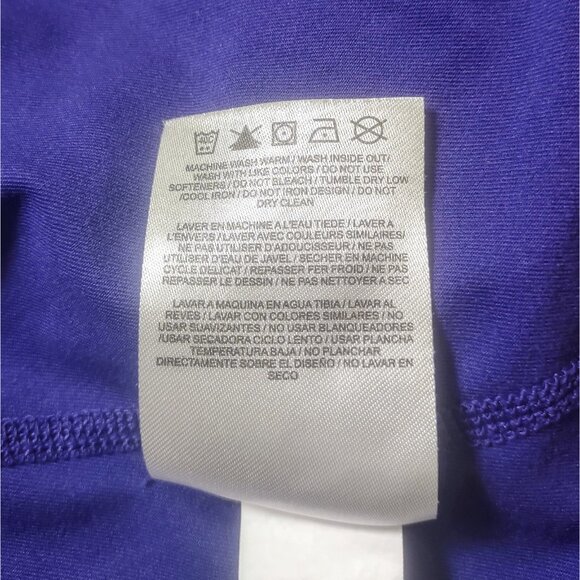 40C
MACHINE WASH WARM / WASH INSIDE OUT/
WASH WITH LIKE COLORS / DO NOT USE
SOFTENERS / DO NOT BLEACH / TUMBLE DRY LOW
/COOL IRON / DO NOT IRON DESIGN / DO NOT
DRY CLEAN
LAVER EN MACHINE A L'EAU TIEDE / LAVER A
L'ENVERS / LAVER AVEC COULEURS SIMILAIRES/
NE PAS UTILISER D'ADOUCISSEUR / NE PAS
UTILISER D'EAU DE JAVEL / SECHER EN MACHINE
CYCLE DELICAT / REPASSER FER FROID / NE PAS
REPASSER LE DESSIN / NE PAS NETTOYER A SEC
LAVAR A MAQUINA EN AGUA TIBIA / LAVAR AL
REVES / LAVAR CON COLORES SIMILARES / NO
USAR SUAVIZANTES / NO USAR BLANQUEADORES
/USAR SECADORA CICLO LENTO / USAR PLANCHA
TEMPERATURA BAJA / NO PLANCHAR
DIRECTAMENTE SOBRE EL DISEÑO / NO LAVAR EN
SECO